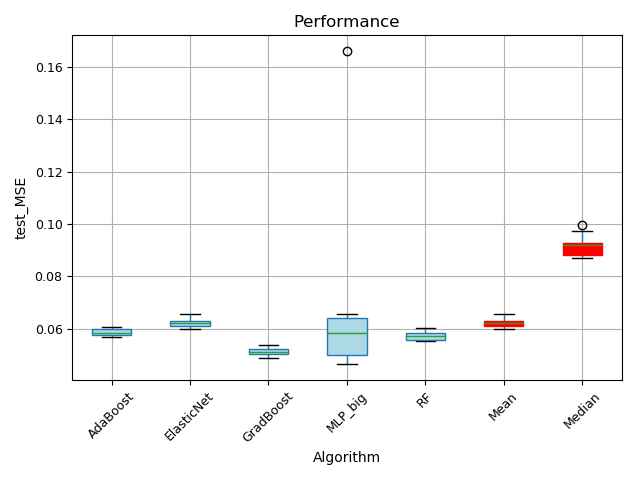 Performance
0.16
0.14
0.12
0.10
0.08
0.06
test_MSE
AdaBoost
ElasticNet
GradBoost
MLP_big
RF
Mean
Median
Algorithm